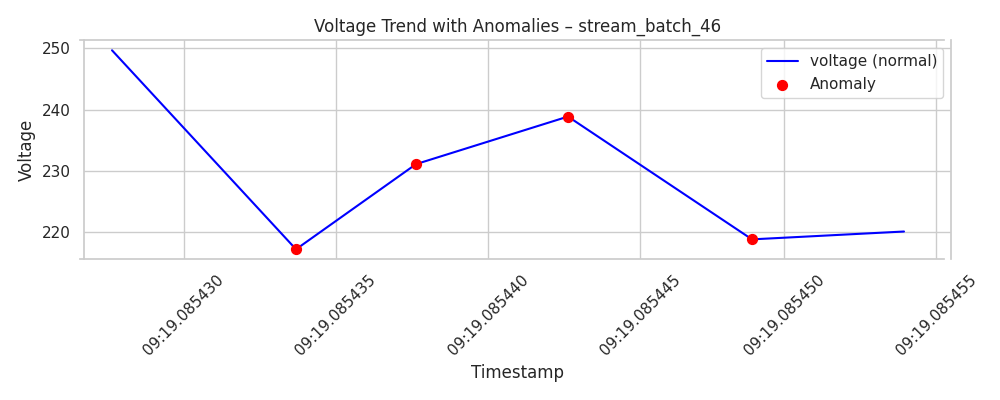 Voltage Trend with Anomalies – stream_batch_46
voltage (normal)
Anomaly
Voltage
250
240
230
220
09:19.085430
09:19.085435
09:19.085440
09:19.085445
09:19.085450
09:19.085455
Timestamp